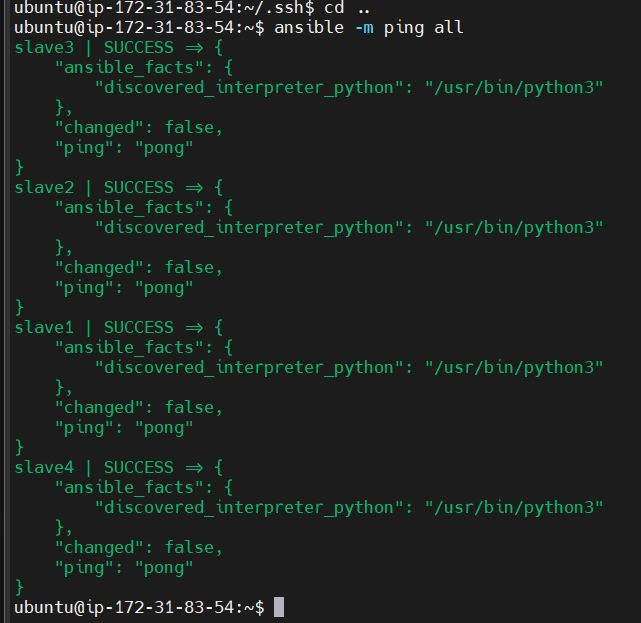 ubuntu@ip-172-31-83-54:~/.ssh$ cd ..
ubuntu@ip-172-31-83-54:~$ ansible -m ping all
slave3 | SUCCESS => {
    "ansible_facts": {
        "discovered_interpreter_python": "/usr/bin/python3"
    },
    "changed": false,
    "ping": "pong"
}
slave2 | SUCCESS => {
    "ansible_facts": {
        "discovered_interpreter_python": "/usr/bin/python3"
    },
    "changed": false,
    "ping": "pong"
}
slave1 | SUCCESS => {
    "ansible_facts": {
        "discovered_interpreter_python": "/usr/bin/python3"
    },
    "changed": false,
    "ping": "pong"
}
slave4 | SUCCESS => {
    "ansible_facts": {
        "discovered_interpreter_python": "/usr/bin/python3"
    },
    "changed": false,
    "ping": "pong"
}
ubuntu@ip-172-31-83-54:~$